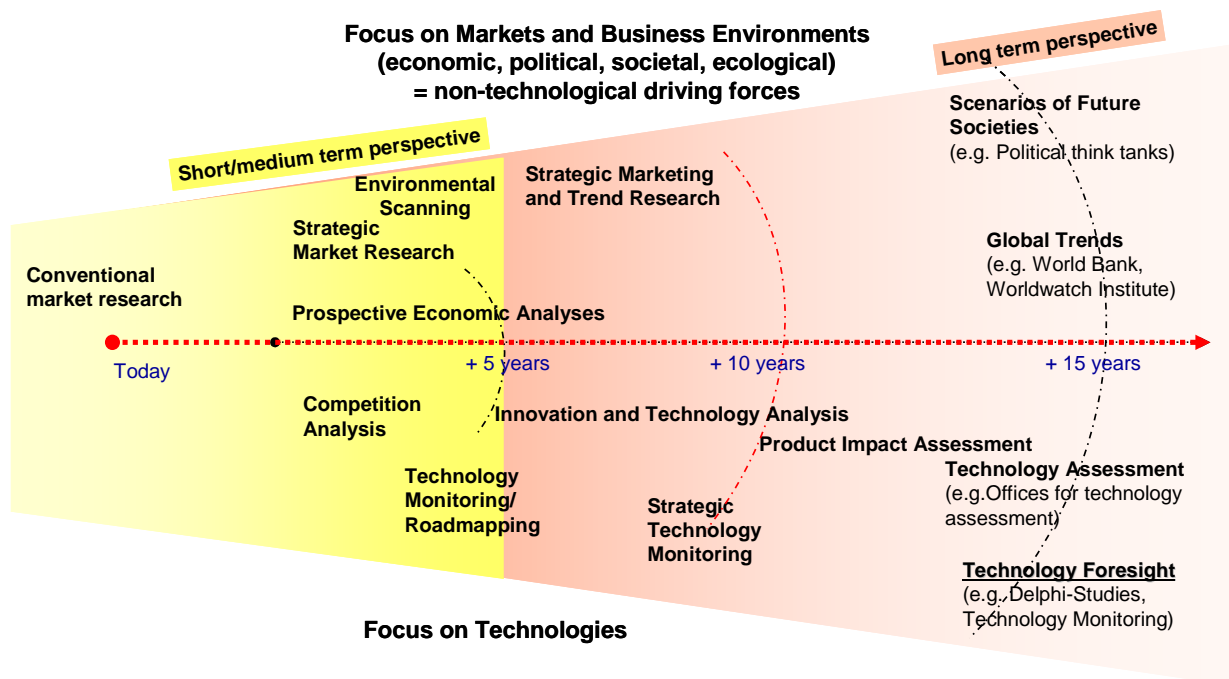 Focus on Markets and Business Environments
(economic, political, societal, ecological)
= non-technological driving forces
Long term perspective
Short/medium term perspective
Scenarios of Future
Societies
(e.g. Political think tanks)
Environmental
Scanning
Strategic Marketing
and Trend Research
Strategic
Market Research
Global Trends
(e.g. World Bank,
Worldwatch Institute)
Conventional
market research
Prospective Economic Analyses
Today
+ 5 years
+ 10 years
+ 15 years
Competition
Analysis
Innovation and Technology Analysis
Product Impact Assessment
Technology
Monitoring/
Roadmapping
Strategic
Technology
Monitoring
Technology Assessment
(e.g.Offices for technology
assessment)
Technology Foresight
(e.g. Delphi-Studies,
Technology Monitoring)
Focus on Technologies